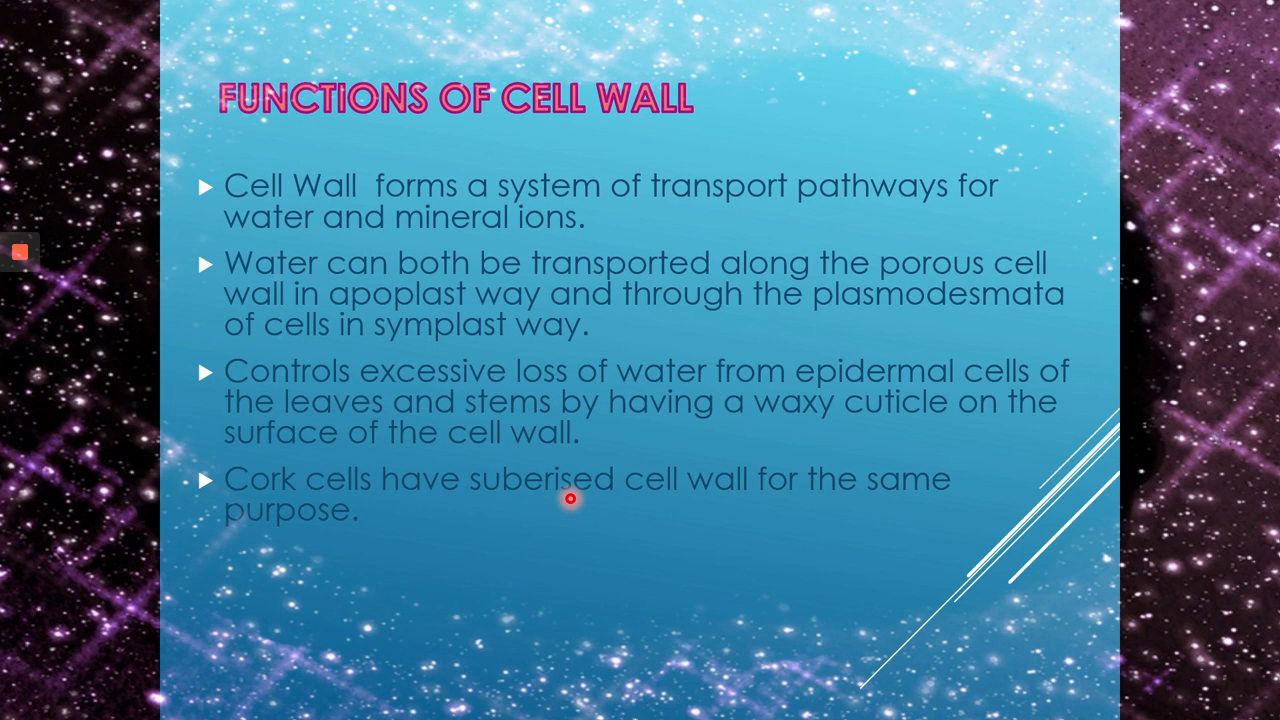 FUNCTIONS OF CELL WALL
Cell Wall forms a system of transport pathways for
water and mineral ions.
Water can both be transported along the porous cell
wall in apoplast way and through the plasmodesmata
of cells in symplast way.
Controls excessive loss of water from epidermal cells of
the leaves and stems by having a waxy cuticle on the
surface of the cell wall.
Cork cells have suberised cell wall for the same
purpose.